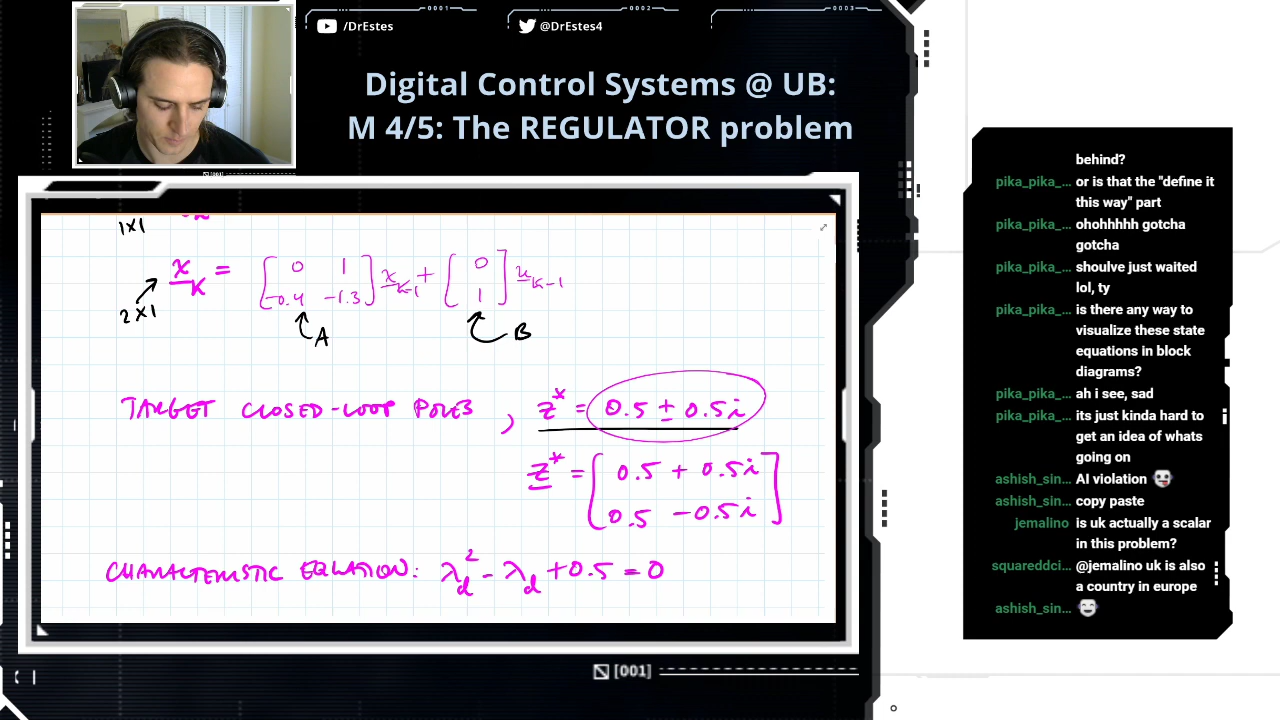 0001
0002
0003
/DrEstes
@DrEstes4
Digital Control Systems @ UB:
M 4/5: The REGULATOR problem
[001]
1x1
x_K = [0 1; -0.4 -1.3] x_K-1 + [0; 1] u_K-1
2x1
A
B
TARGET CLOSED-LOOP POLES, z* = 0.5 ± 0.5i
z* = [0.5 + 0.5i
0.5 - 0.5i]
CHARACTERISTIC EQUATION: λ_d² - λ_d + 0.5 = 0
[001]
behind?
pika_pika_... or is that the "define it
this way" part
pika_pika_... ohohhhhh gotcha
gotcha
pika_pika_... shoulve just waited
lol, ty
pika_pika_... is there any way to
visualize these state
equations in block
diagrams?
pika_pika_... ah i see, sad
pika_pika_... its just kinda hard to
get an idea of whats
going on
ashish_sin... AI violation
ashish_sin... copy paste
jemalino is uk actually a scalar
in this problem?
squareddci... @jemalino uk is also
a country in europe
ashish_sin...